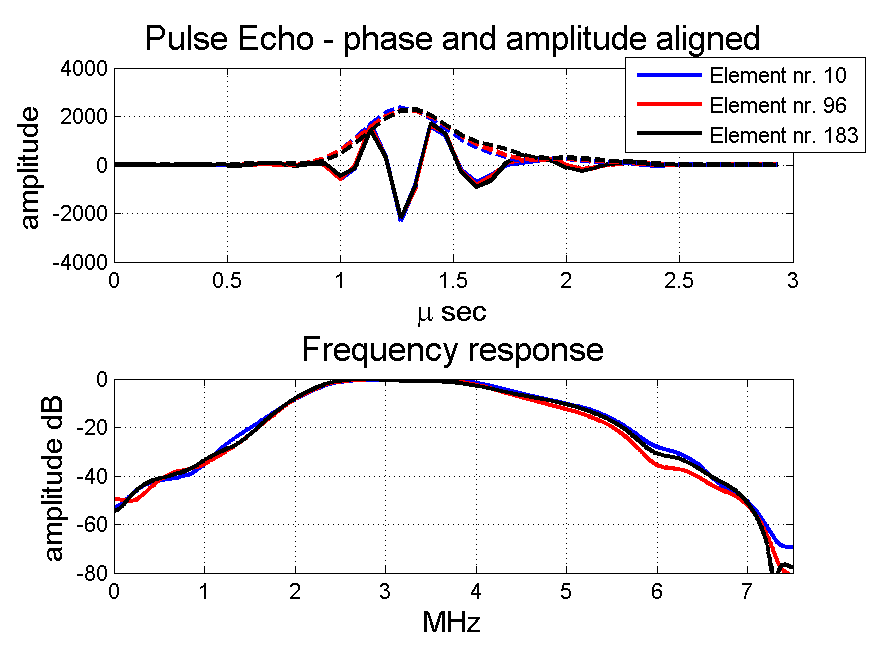 Pulse Echo - phase and amplitude aligned
Element nr. 10
Element nr. 96
Element nr. 183
amplitude
4000
2000
0
-2000
-4000
0 0.5 1 1.5 2 2.5 3
μ sec
Frequency response
amplitude dB
0
-20
-40
-60
-80
0 1 2 3 4 5 6 7
MHz